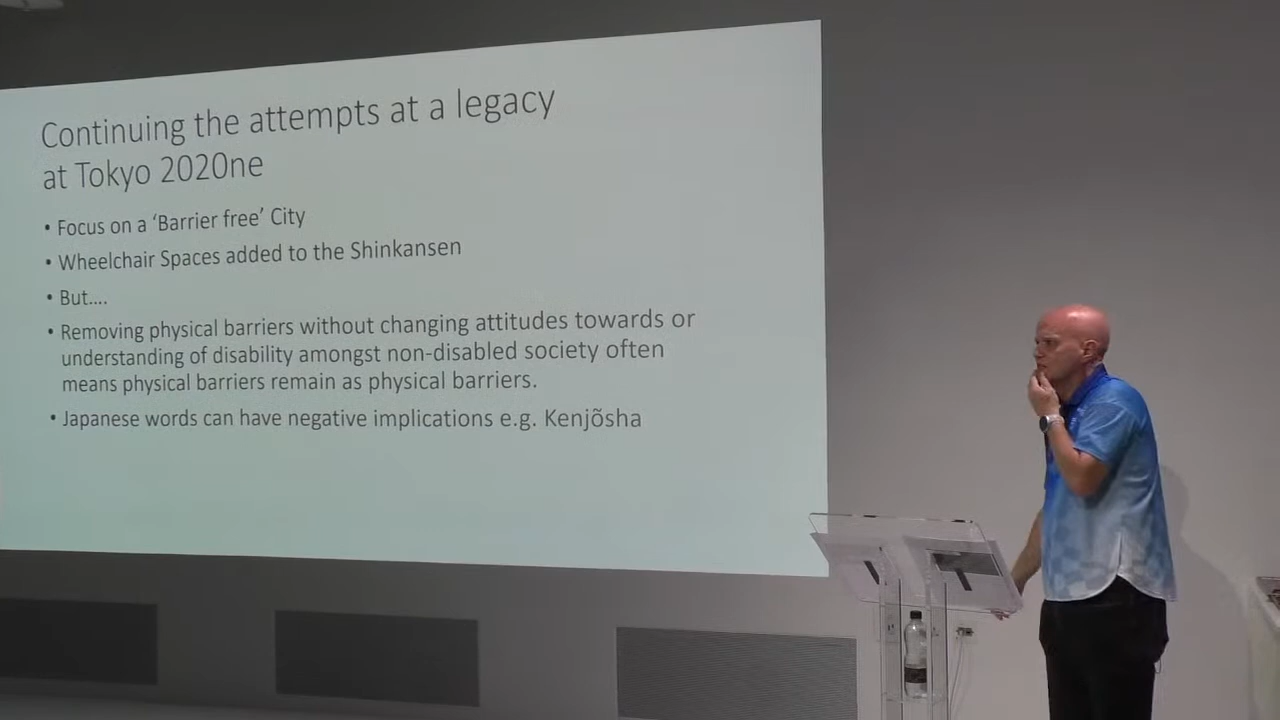 Continuing the attempts at a legacy
at Tokyo 2020ne
• Focus on a ‘Barrier free’ City
• Wheelchair Spaces added to the Shinkansen
• But....
• Removing physical barriers without changing attitudes towards or
understanding of disability amongst non-disabled society often
means physical barriers remain as physical barriers.
• Japanese words can have negative implications e.g. Kenjõsha